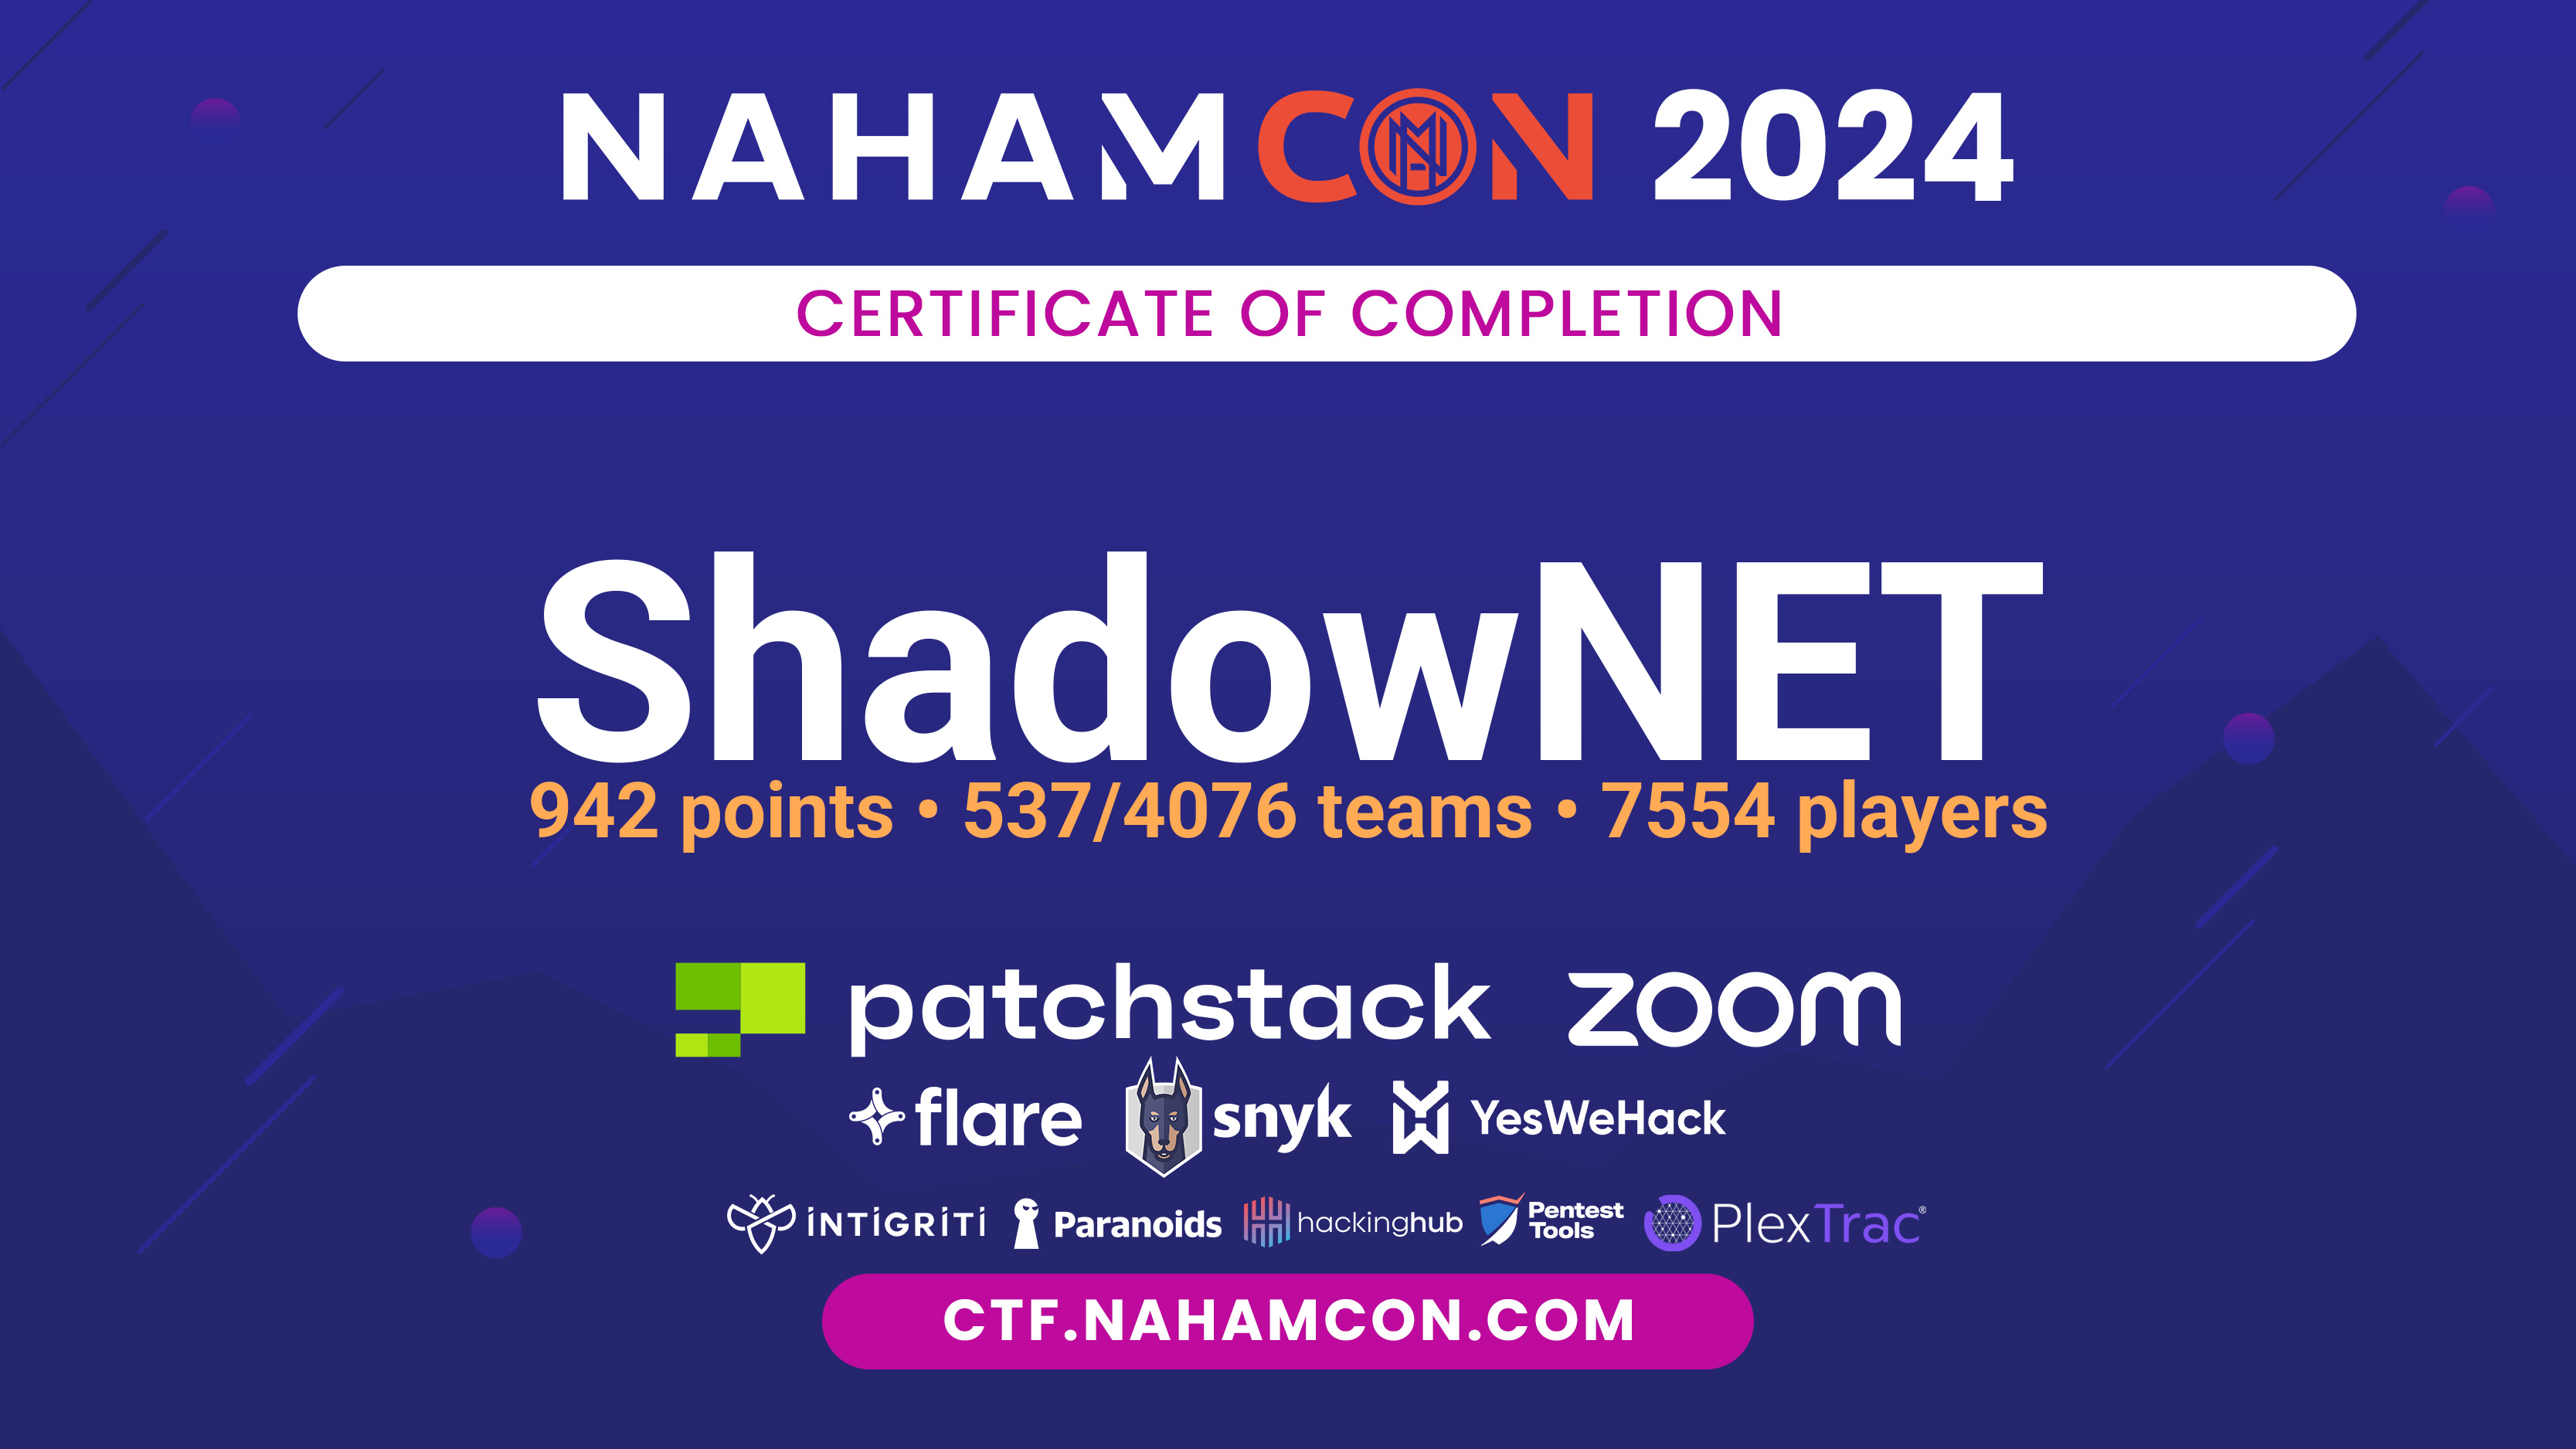 NAHAMCON 2024
CERTIFICATE OF COMPLETION
ShadowNET
942 points • 537/4076 teams • 7554 players
patchstack zoom
flare snyk YesWeHack
INTIGRITI Paranoids hackinghub Pentest Tools PlexTrac®
CTF.NAHAMCON.COM